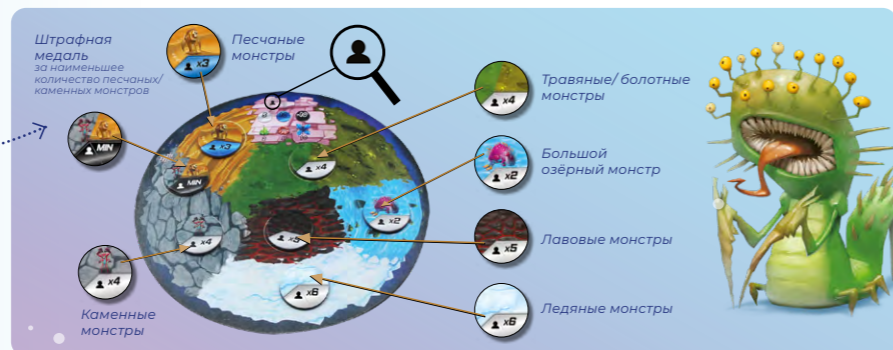 Штрафная
медаль
за наименьшее
количество песчаных/
каменных монстров
x3
Песчаные
монстры
x4
Травяные/ болотные
монстры
MIN
x3
x4
MIN
x2
Большой
озёрный монстр
x2
x4
x5
x5
Лавовые монстры
x4
Каменные
монстры
x6
x6
Ледяные монстры